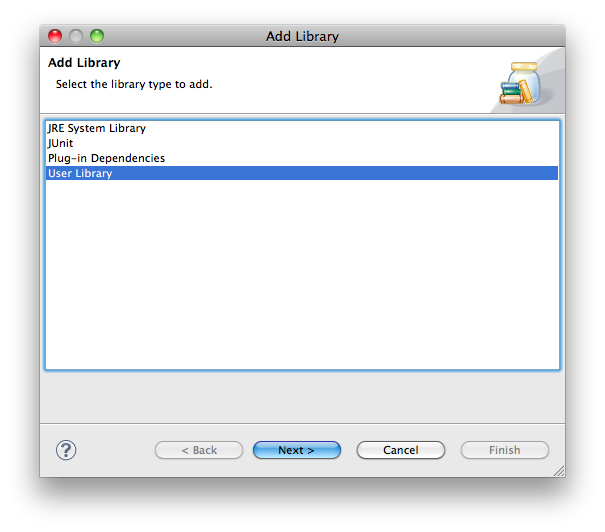 Add Library
Add Library
Select the library type to add.
JRE System Library
JUnit
Plug-in Dependencies
User Library
?
< Back
Next >
Cancel
Finish